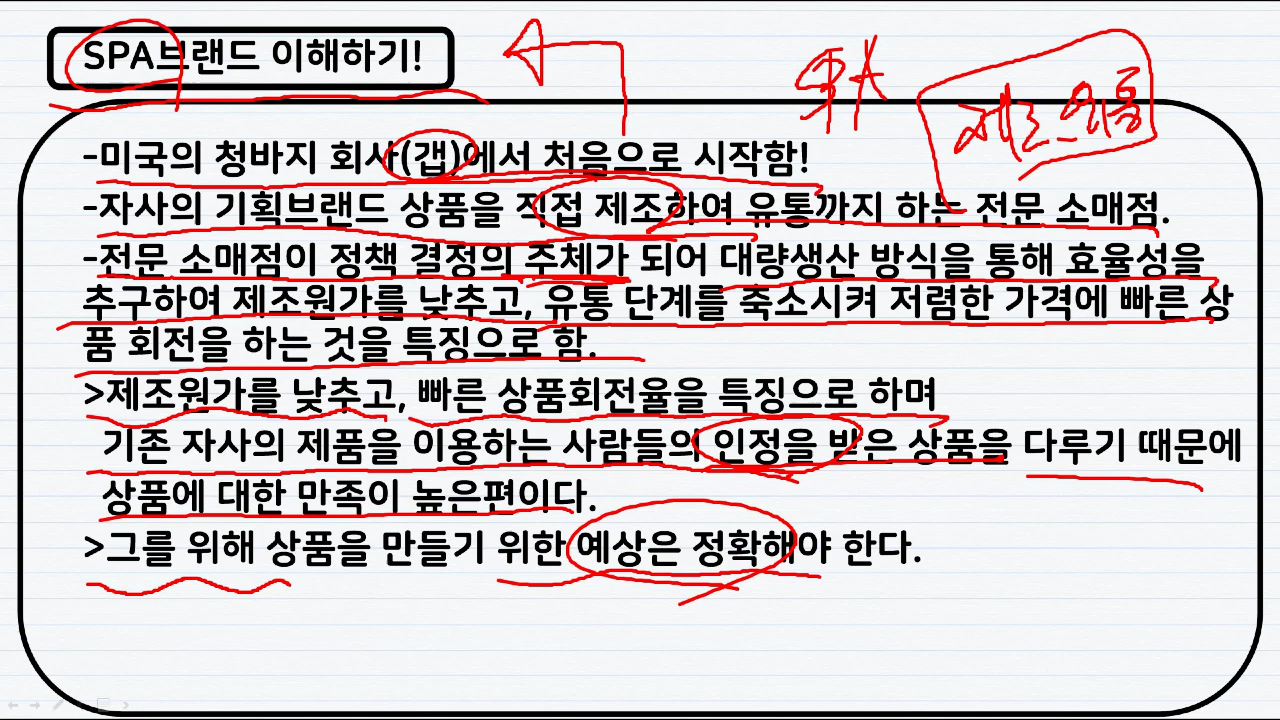 SPA브랜드 이해하기!
SPA
제조 유통
-미국의 청바지 회사(갭)에서 처음으로 시작함!
-자사의 기획브랜드 상품을 직접 제조하여 유통까지 하는 전문 소매점.
-전문 소매점이 정책 결정의 주체가 되어 대량생산 방식을 통해 효율성을
추구하여 제조원가를 낮추고, 유통 단계를 축소시켜 저렴한 가격에 빠른 상
품 회전을 하는 것을 특징으로 함.
>제조원가를 낮추고, 빠른 상품회전율을 특징으로 하며
기존 자사의 제품을 이용하는 사람들의 인정을 받은 상품을 다루기 때문에
상품에 대한 만족이 높은편이다.
>그를 위해 상품을 만들기 위한 예상은 정확해야 한다.